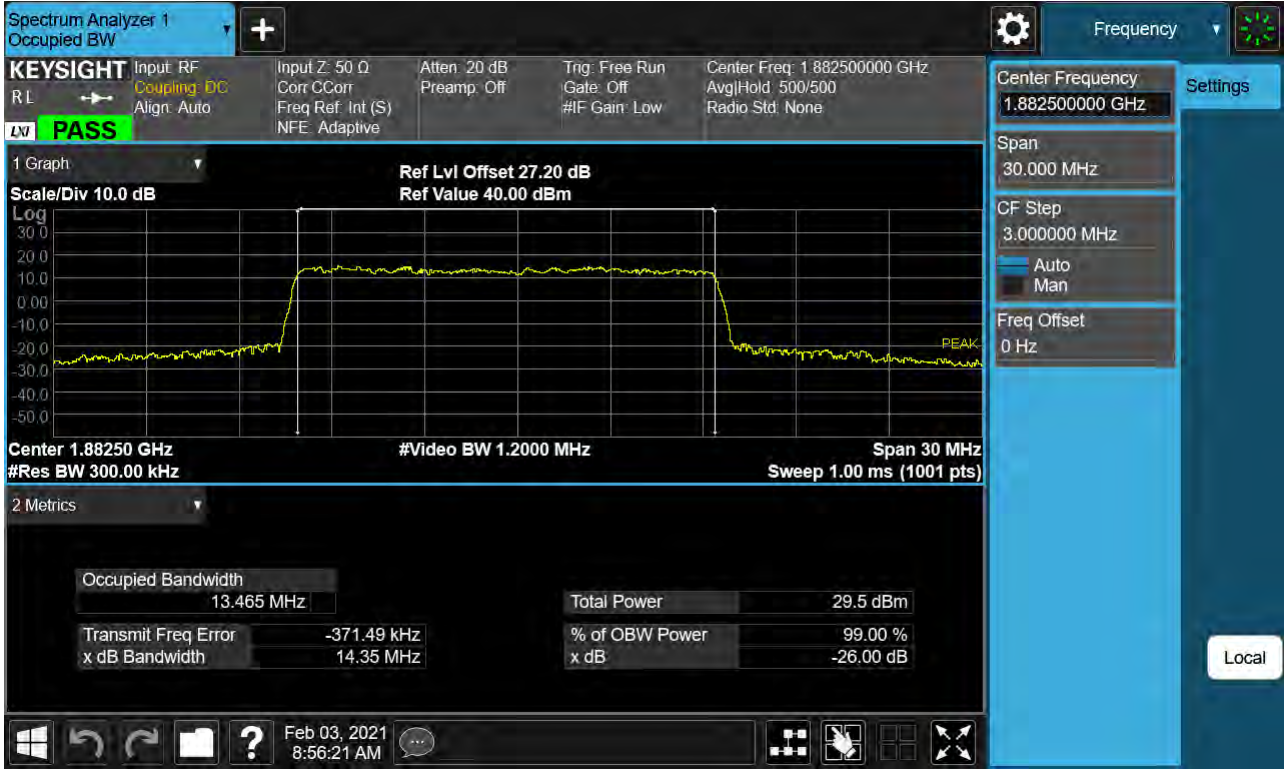 Spectrum Analyzer 1
Occupied BW
+
Frequency
KEYSIGHT
R L
LXI
PASS
Input: RF
Coupling: DC
Align: Auto
Input Z: 50 Ω
Corr CCorr
Freq Ref: Int (S)
NFE: Adaptive
Atten: 20 dB
Preamp: Off
Trig: Free Run
Gate: Off
#IF Gain: Low
Center Freq: 1.882500000 GHz
Avg|Hold: 500/500
Radio Std: None
Center Frequency
1.882500000 GHz
Settings
Span
30.000 MHz
CF Step
3.000000 MHz
Auto
Man
Freq Offset
0 Hz
Local
1 Graph
Scale/Div 10.0 dB
Ref Lvl Offset 27.20 dB
Ref Value 40.00 dBm
Log
30.0
20.0
10.0
0.00
-10.0
-20.0
-30.0
-40.0
-50.0
PEAK
Center 1.88250 GHz
#Video BW 1.2000 MHz
Span 30 MHz
#Res BW 300.00 kHz
Sweep 1.00 ms (1001 pts)
2 Metrics
Occupied Bandwidth
13.465 MHz
Total Power 29.5 dBm
Transmit Freq Error -371.49 kHz
% of OBW Power 99.00 %
x dB Bandwidth 14.35 MHz
x dB -26.00 dB
?
Feb 03, 2021
8:56:21 AM